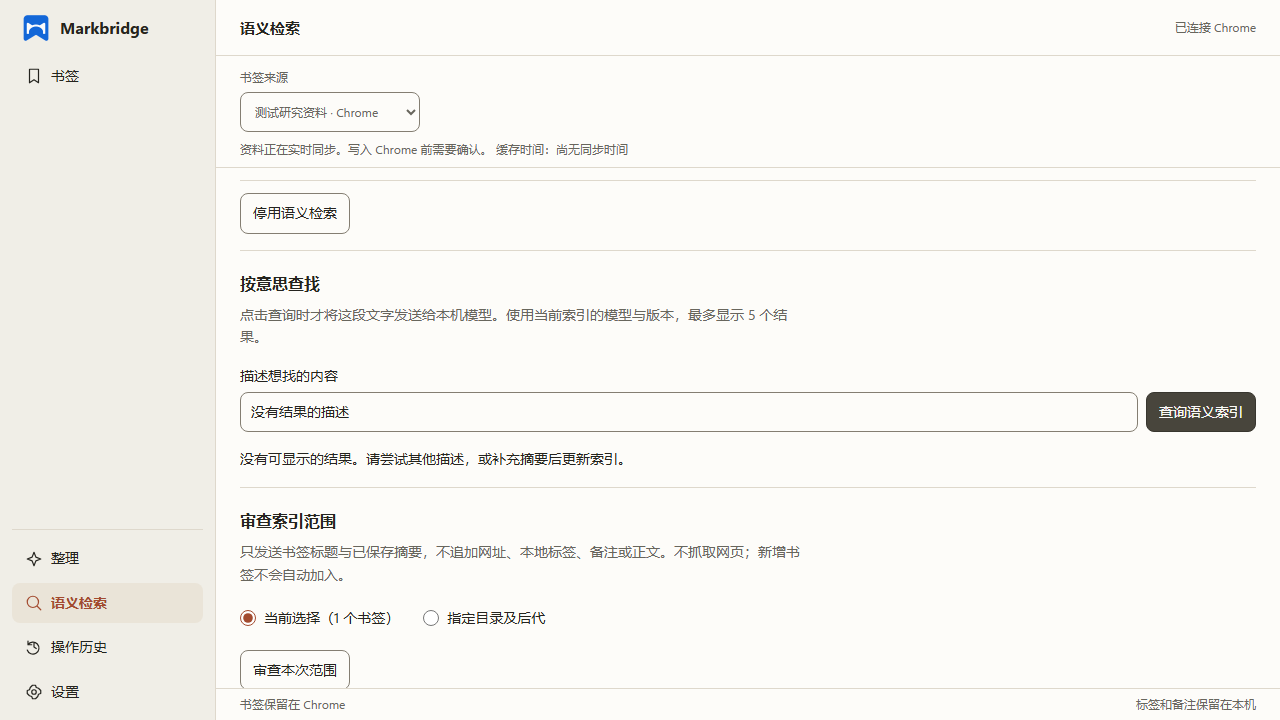 Markbridge
书签
整理
语义检索
操作历史
设置
语义检索
已连接 Chrome
书签来源
测试研究资料 · Chrome
资料正在实时同步。写入 Chrome 前需要确认。 缓存时间：尚无同步时间
停用语义检索
按意思查找
点击查询时才将这段文字发送给本机模型。使用当前索引的模型与版本，最多显示 5 个结
果。
描述想找的内容
没有结果的描述
查询语义索引
没有可显示的结果。请尝试其他描述，或补充摘要后更新索引。
审查索引范围
只发送书签标题与已保存摘要，不追加网址、本地标签、备注或正文。不抓取网页；新增书
签不会自动加入。
当前选择（1 个书签）
指定目录及后代
审查本次范围
书签保留在 Chrome
标签和备注保留在本机